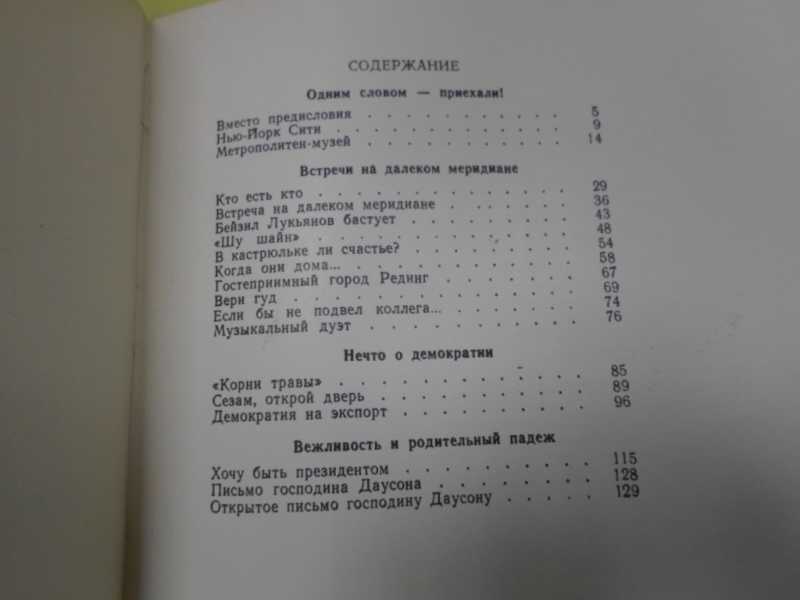 СОДЕРЖАНИЕ
Одним словом — приехали!
Вместо предисловия . . . . . . . . . . . 5
Нью-Йорк Сити . . . . . . . . . . . . 9
Метрополитен-музей . . . . . . . . . . . 14
Встречи на далеком меридиане
Кто есть кто . . . . . . . . . . . . . 29
Встреча на далеком меридиане . . . . . . . 36
Бейзил Лукьянов бастует . . . . . . . . . 43
«Шу шайн» . . . . . . . . . . . . . 48
В кастрюльке ли счастье? . . . . . . . . . 54
Когда они дома... . . . . . . . . . . . . 58
Гостеприимный город Рединг . . . . . . . 67
Вери гуд . . . . . . . . . . . . . . 69
Если бы не подвел коллега... . . . . . . . 74
Музыкальный дуэт . . . . . . . . . . 76
Нечто о демократии
«Корни травы» . . . . . . . . . . . . 85
Сезам, открой дверь . . . . . . . . . . 89
Демократия на экспорт . . . . . . . . . 96
Вежливость и родительный падеж
Хочу быть президентом . . . . . . . . . 115
Письмо господина Даусона . . . . . . . . 128
Открытое письмо господину Даусону . . . . . 129